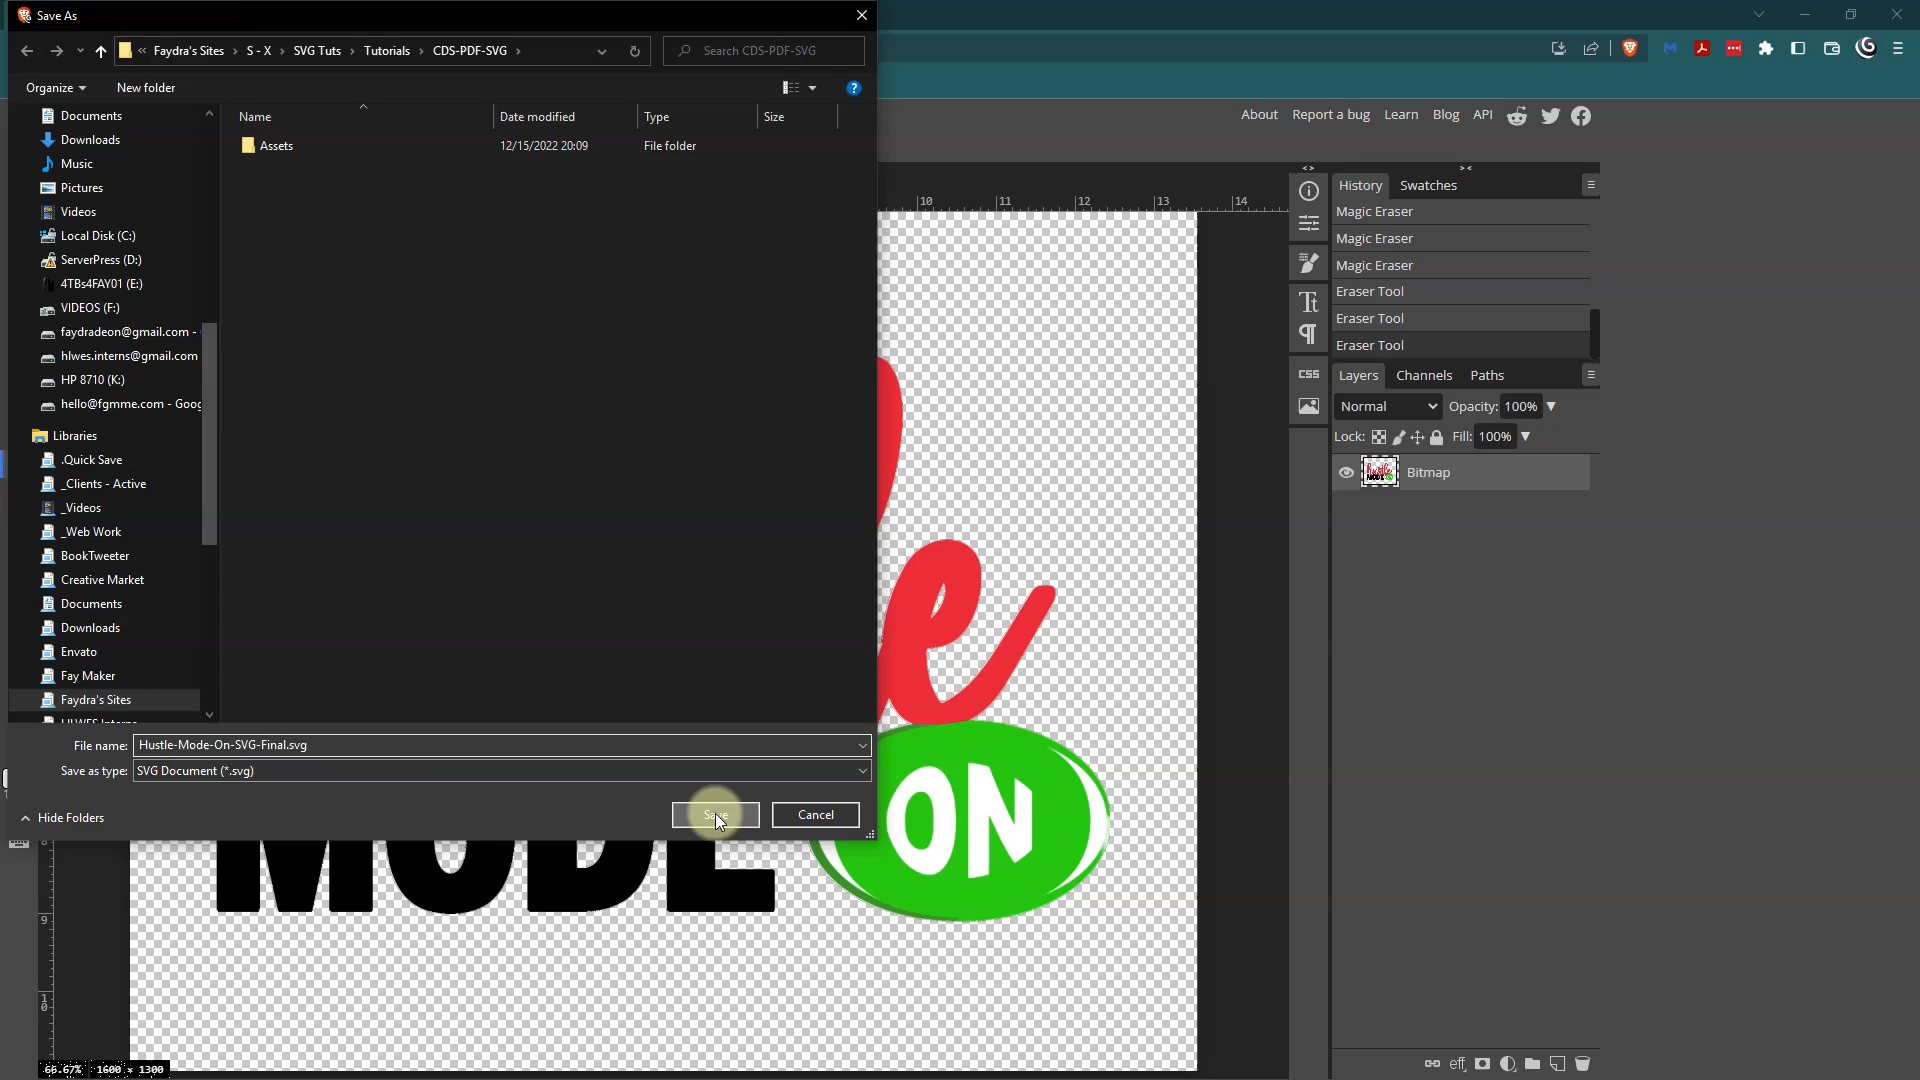 Save As
« Faydra's Sites › S - X › SVG Tuts › Tutorials › CDS-PDF-SVG ›
Search CDS-PDF-SVG
Organize
New folder
Name
Date modified
Type
Size
Assets
12/15/2022 20:09
File folder
Documents
Downloads
Music
Pictures
Videos
Local Disk (C:)
ServerPress (D:)
4TBs4FAY01 (E:)
VIDEOS (F:)
faydradeon@gmail.com -
hlwes.interns@gmail.com
HP 8710 (K:)
hello@fgmme.com - Goog
Libraries
.Quick Save
_Clients - Active
_Videos
_Web Work
BookTweeter
Creative Market
Documents
Downloads
Envato
Fay Maker
Faydra's Sites
File name: Hustle-Mode-On-SVG-Final.svg
Save as type: SVG Document (*.svg)
Hide Folders
Save
Cancel
About
Report a bug
Learn
Blog
API
10 11 12 13 14
History
Swatches
Magic Eraser
Magic Eraser
Magic Eraser
Eraser Tool
Eraser Tool
Eraser Tool
CSS
Layers
Channels
Paths
Normal
Opacity: 100%
Lock:
Fill: 100%
Bitmap
e
MODE
ON
9
10
66.67%
1600 × 1300
eff